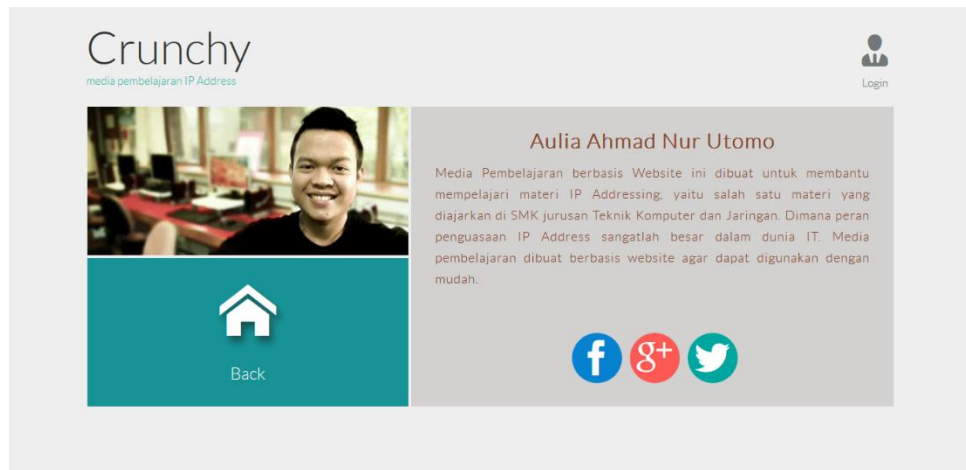 Crunchy
media pembelajaran IP Address
Login
Aulia Ahmad Nur Utomo
Media Pembelajaran berbasis Website ini dibuat untuk membantu
mempelajari materi IP Addressing, yaitu salah satu materi yang
diajarkan di SMK jurusan Teknik Komputer dan Jaringan. Dimana peran
penguasaan IP Address sangatlah besar dalam dunia IT. Media
pembelajaran dibuat berbasis website agar dapat digunakan dengan
mudah.
Back